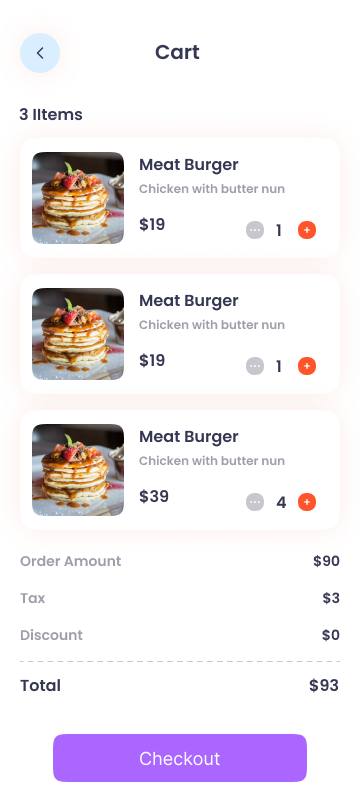 Cart
3 IItems
Meat Burger
Chicken with butter nun
$19
1
Meat Burger
Chicken with butter nun
$19
1
Meat Burger
Chicken with butter nun
$39
4
Order Amount $90
Tax $3
Discount $0
Total $93
Checkout